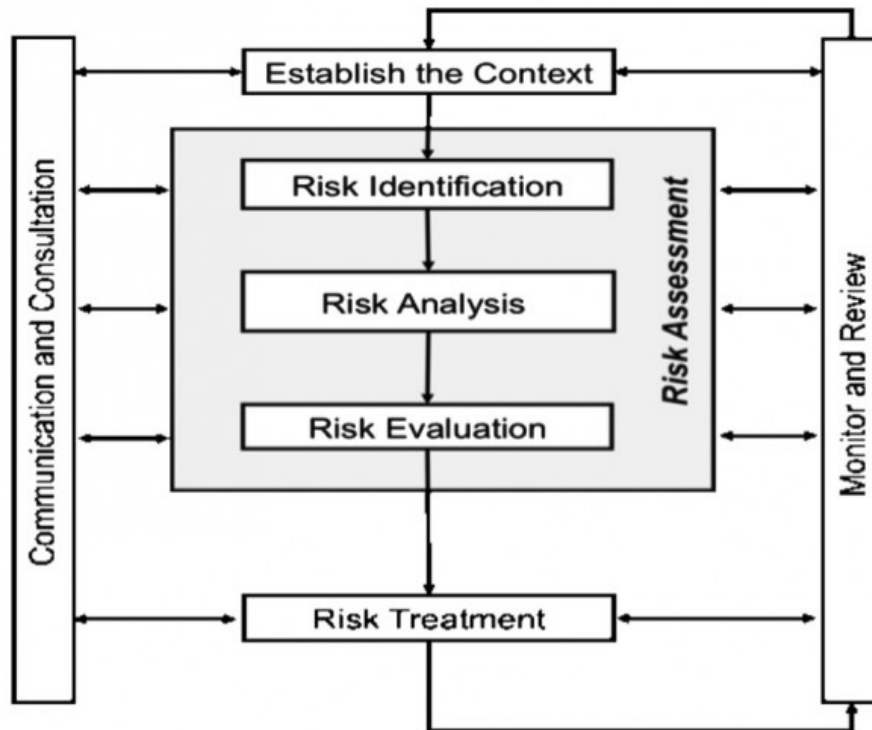 Establish the Context
Communication and Consultation
Risk Identification
Risk Analysis
Risk Evaluation
Risk Assessment
Monitor and Review
Risk Treatment